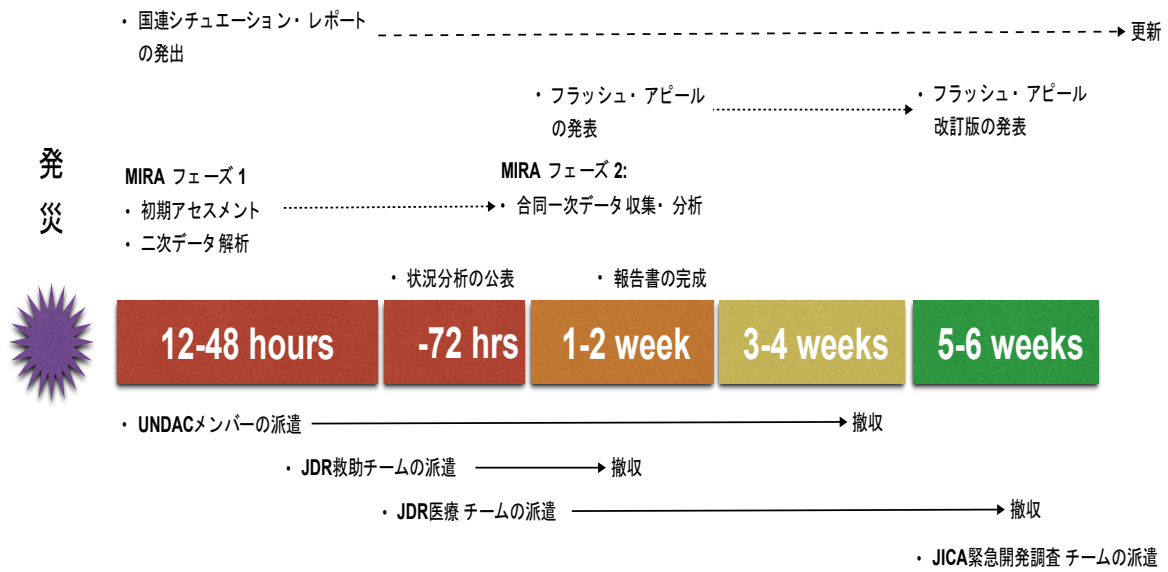 ・ 国連シチュエーション・ レポート
の発出
更新
・ フラッシュ・ アピール
の発表
・ フラッシュ・ アピール
改訂版の発表
発
災
MIRA フェーズ 1
・ 初期アセスメント
・ 二次データ 解析
MIRA フェーズ 2:
・ 合同一次データ 収集・ 分析
・ 状況分析の公表
・ 報告書の完成
12-48 hours
-72 hrs
1-2 week
3-4 weeks
5-6 weeks
・ UNDACメンバーの派遣
撤収
・ JDR救助チームの派遣
撤収
・ JDR医療 チームの派遣
撤収
・ JICA緊急開発調査 チームの派遣